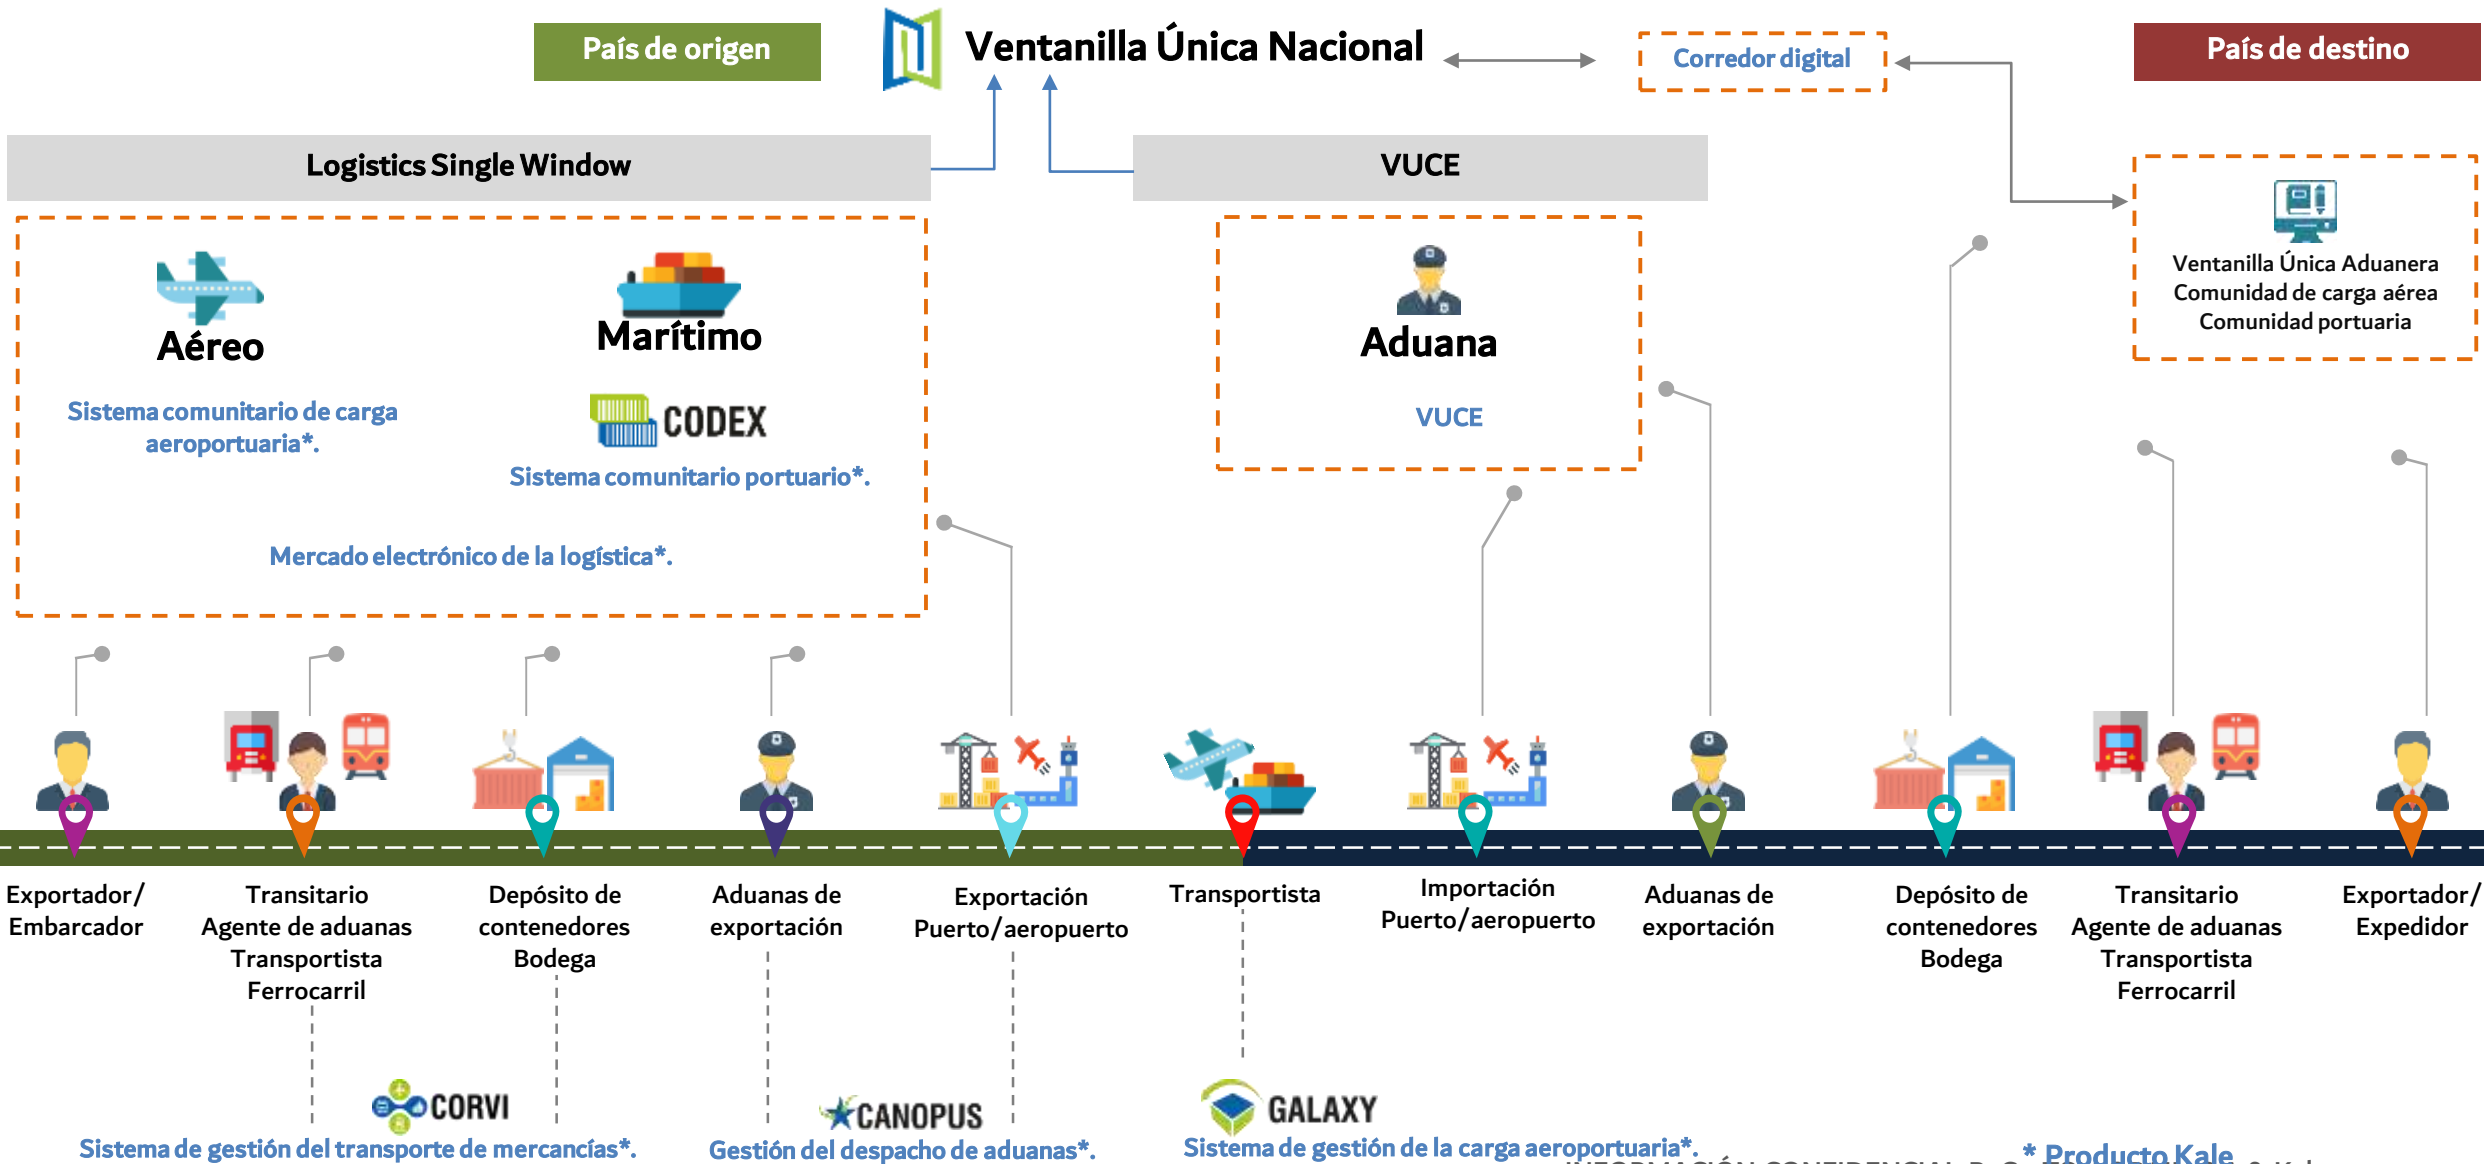 País de origen
Ventanilla Única Nacional
Corredor digital
País de destino
Logistics Single Window
VUCE
Aéreo
Marítimo
Sistema comunitario de carga
aeroportuaria*.
CODEX
Sistema comunitario portuario*.
Mercado electrónico de la logística*.
Aduana
VUCE
Ventanilla Única Aduanera
Comunidad de carga aérea
Comunidad portuaria
Exportador/
Embarcador
Transitario
Agente de aduanas
Transportista
Ferrocarril
Depósito de
contenedores
Bodega
Aduanas de
exportación
Exportación
Puerto/aeropuerto
Transportista
Importación
Puerto/aeropuerto
Aduanas de
exportación
Depósito de
contenedores
Bodega
Transitario
Agente de aduanas
Transportista
Ferrocarril
Exportador/
Expedidor
CORVI
Sistema de gestión del transporte de mercancías*.
CANOPUS
Gestión del despacho de aduanas*.
GALAXY
Sistema de gestión de la carga aeroportuaria*.
* Producto Kale
INFORMACIÓN CONFIDENCIAL